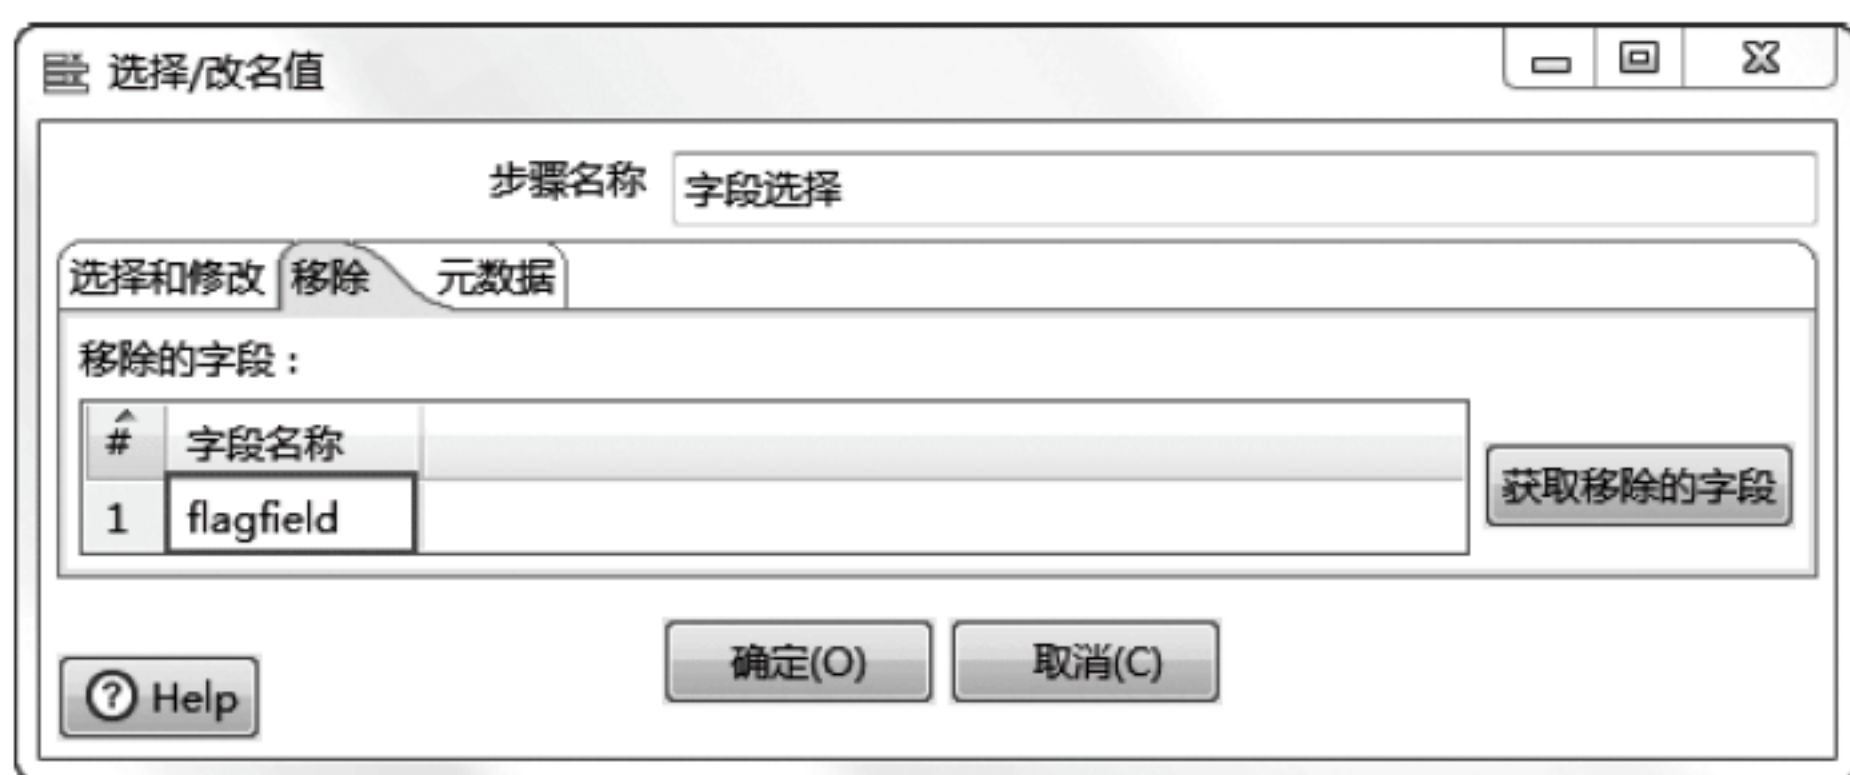 选择/改名值
步骤名称 字段选择
选择和修改 移除 元数据
移除的字段：
# 字段名称
获取移除的字段
1 flagfield
确定(O) 取消(C)
Help